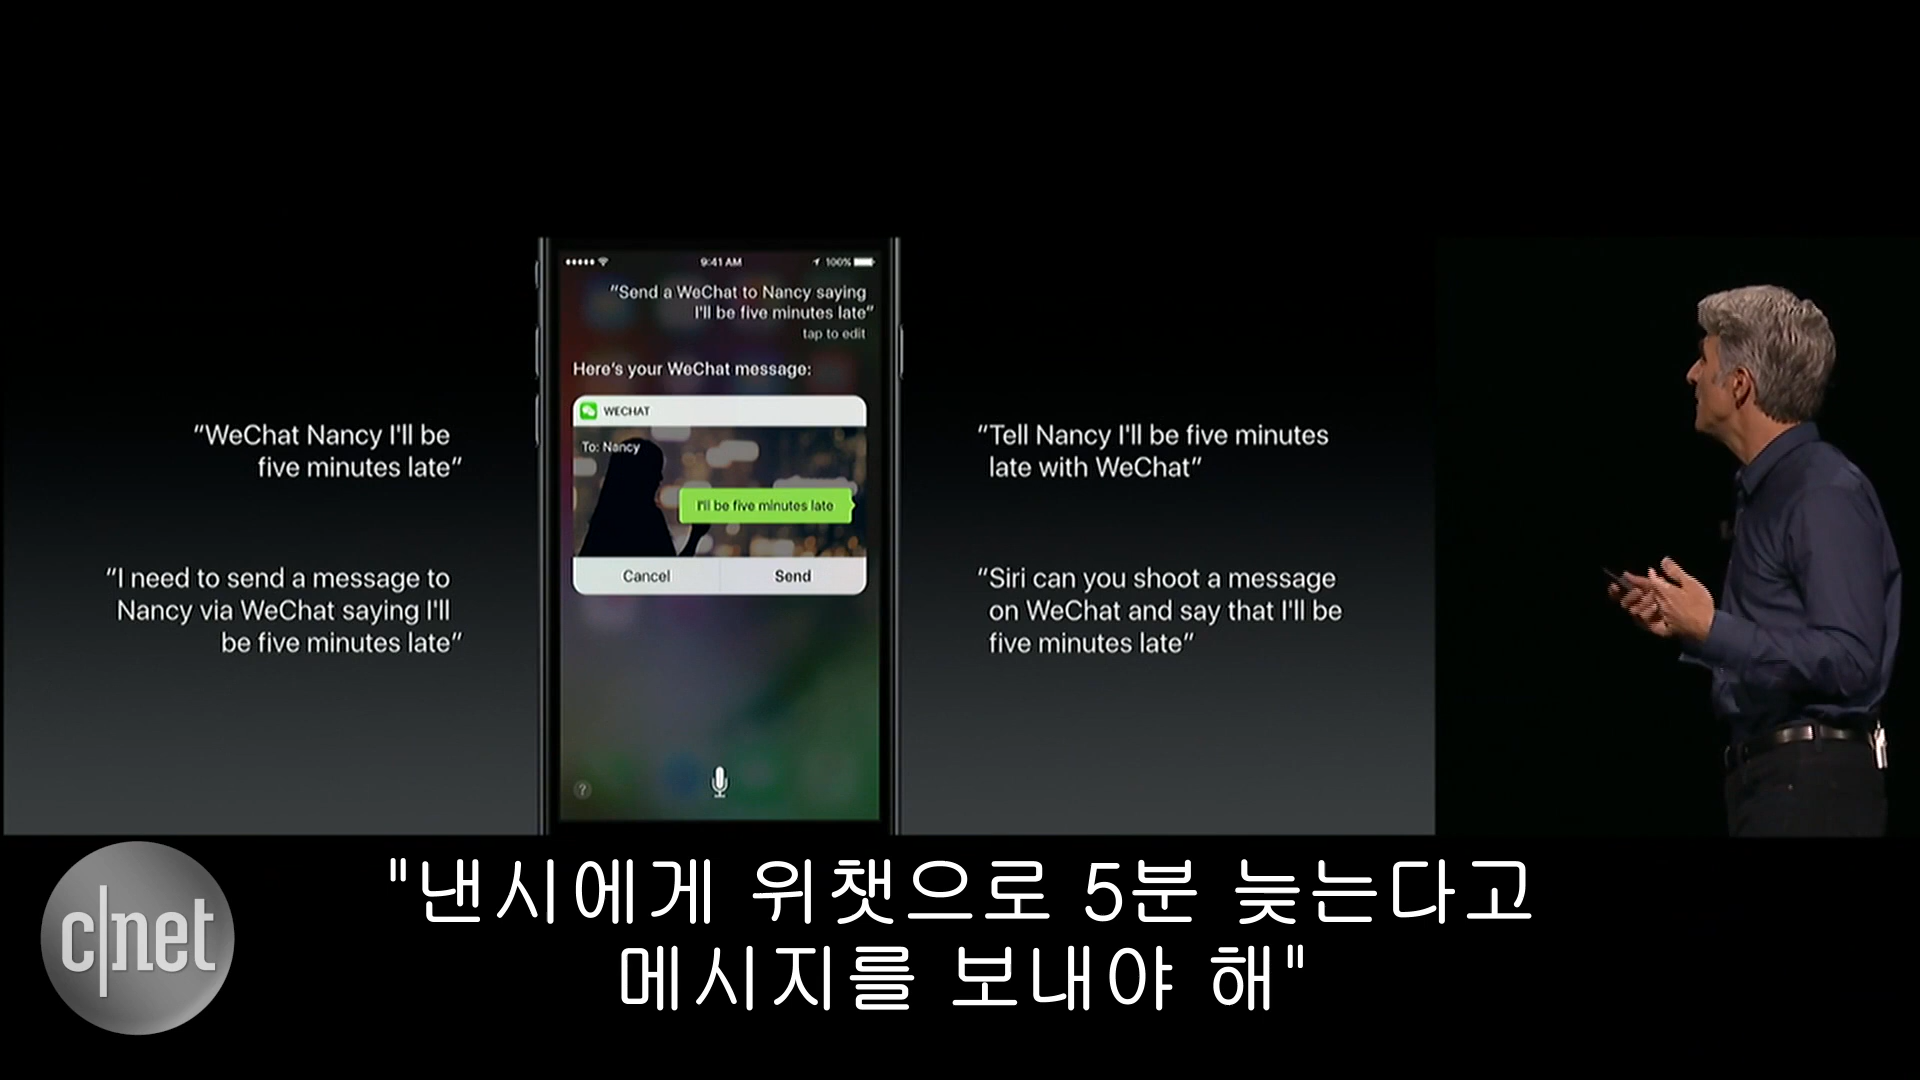 9:41 AM
100%
"Send a WeChat to Nancy saying
I'll be five minutes late"
tap to edit
Here's your WeChat message:
WECHAT
To: Nancy
I'll be five minutes late
Cancel
Send
?
"WeChat Nancy I'll be
five minutes late"
"I need to send a message to
Nancy via WeChat saying I'll
be five minutes late"
"Tell Nancy I'll be five minutes
late with WeChat"
"Siri can you shoot a message
on WeChat and say that I'll be
five minutes late"
c|net
"낸시에게 위챗으로 5분 늦는다고
메시지를 보내야 해"